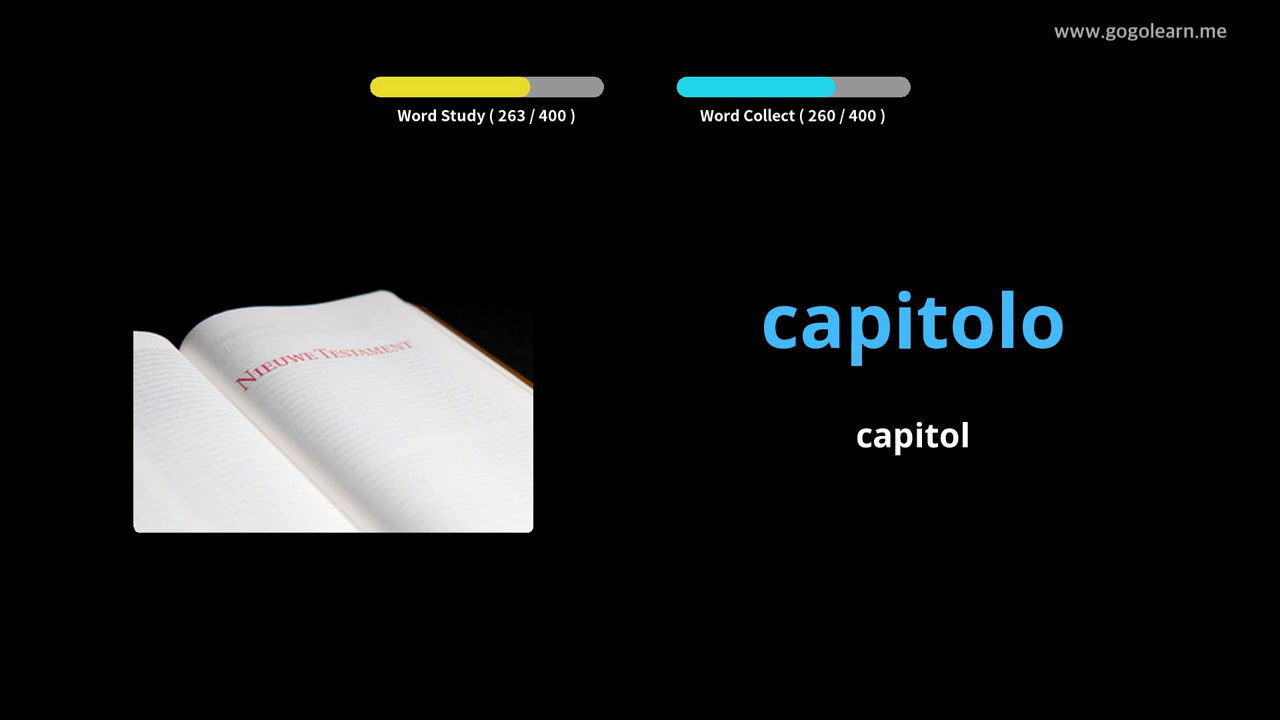 www.gogolearn.me
Word Study ( 263 / 400 )
Word Collect ( 260 / 400 )
NIEUWE TESTAMENT
capitolo
capitol